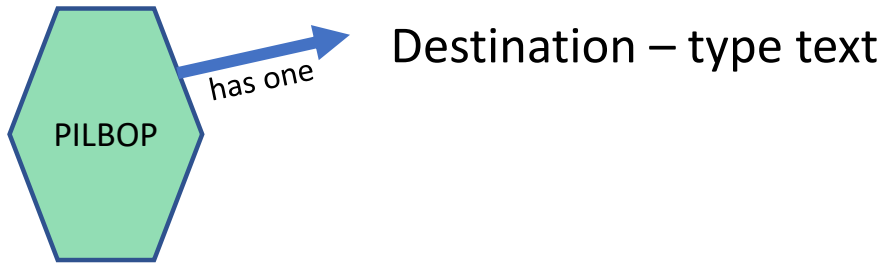 PILBOP
has one
Destination – type text